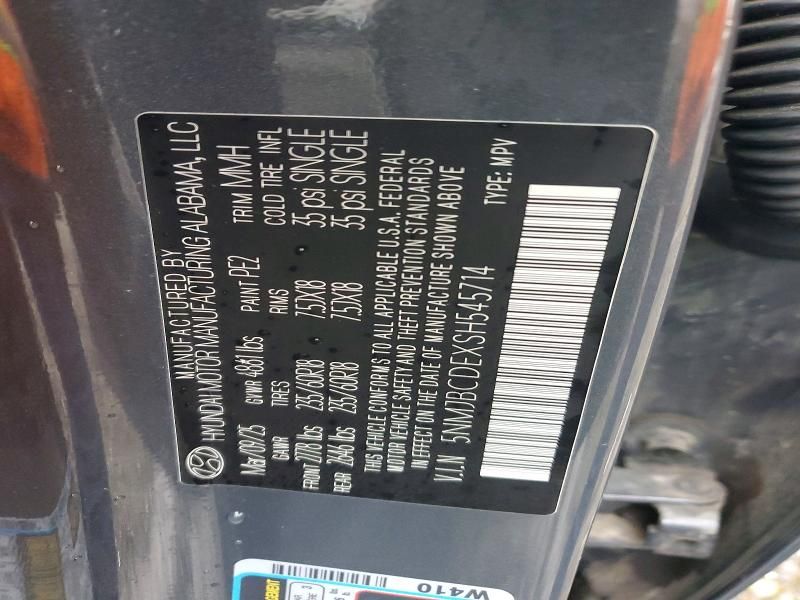 MANUFACTURED BY
HYUNDAI MOTOR MANUFACTURING ALABAMA, LLC
May/09/25 GVWR 4861 lbs PAINT PE2 TRIM MMH
GAWR TIRES RIMS COLD TIRE INFL
FRONT 2778 lbs 235/60R18 7.5JX18 35 psi SINGLE
REAR lbs 235/60R18 7.5JX18 35 psi SINGLE
THIS VEHICLE CONFORMS TO ALL APPLICABLE U.S.A. FEDERAL
MOTOR VEHICLE SAFETY AND THEFT PREVENTION STANDARDS
IN EFFECT ON THE DATE OF MANUFACTURE SHOWN ABOVE
V.I.N 5NMJBCDEXSH545714 TYPE: MPV
W410